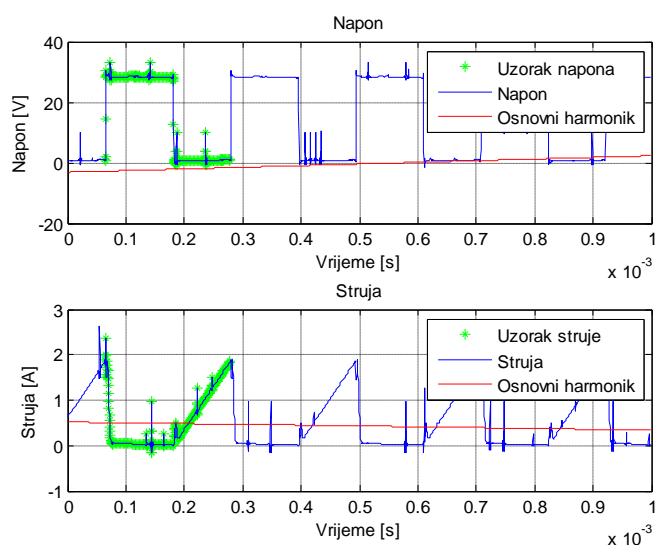 Napon
40
20
0
-20
Napon [V]
Uzorak napona
Napon
Osnovni harmonik
0 0.1 0.2 0.3 0.4 0.5 0.6 0.7 0.8 0.9 1
Vrijeme [s]
x 10⁻³
Struja
3
2
1
0
-1
Struja [A]
Uzorak struje
Struja
Osnovni harmonik
0 0.1 0.2 0.3 0.4 0.5 0.6 0.7 0.8 0.9 1
Vrijeme [s]
x 10⁻³